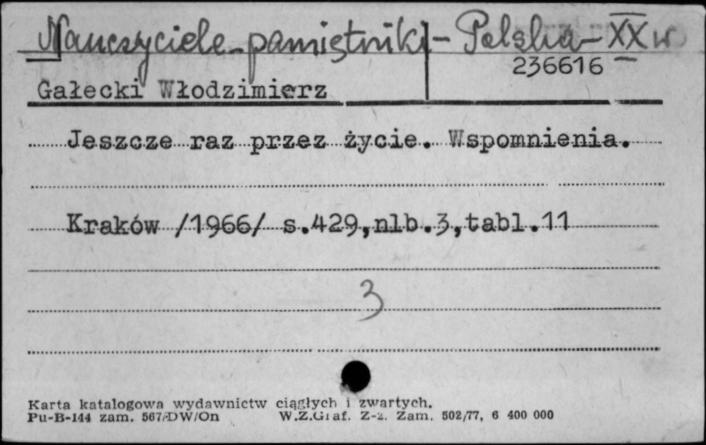 Nauczyciele - pamiętniki - Polska - XX w
236616
Gałecki Włodzimierz
Jeszcze raz przez życie. Wspomnienia.
Kraków /1966/ s.429,nlb.3,tabl.11
3
Karta katalogowa wydawnictw ciągłych i zwartych.
Pu-B-144 zam. 567/DW/On W.Z.Graf. Z-2. Zam. 502/77, 6 400 000